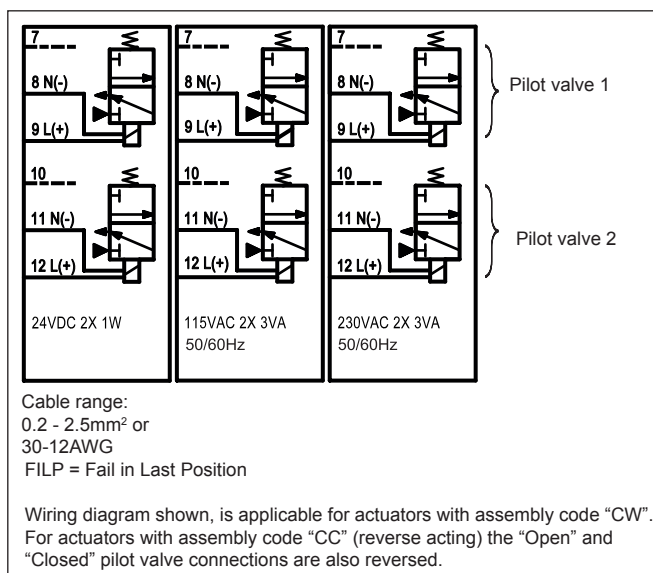 7 7 7
8 N(-) 8 N(-) 8 N(-) Pilot valve 1
9 L(+) 9 L(+) 9 L(+)
10 10 10
11 N(-) 11 N(-) 11 N(-) Pilot valve 2
12 L(+) 12 L(+) 12 L(+)
24VDC 2X 1W 115VAC 2X 3VA 230VAC 2X 3VA
50/60Hz 50/60Hz
Cable range:
0.2 - 2.5mm² or
30-12AWG
FILP = Fail in Last Position
Wiring diagram shown, is applicable for actuators with assembly code “CW”.
For actuators with assembly code “CC” (reverse acting) the “Open” and
“Closed” pilot valve connections are also reversed.